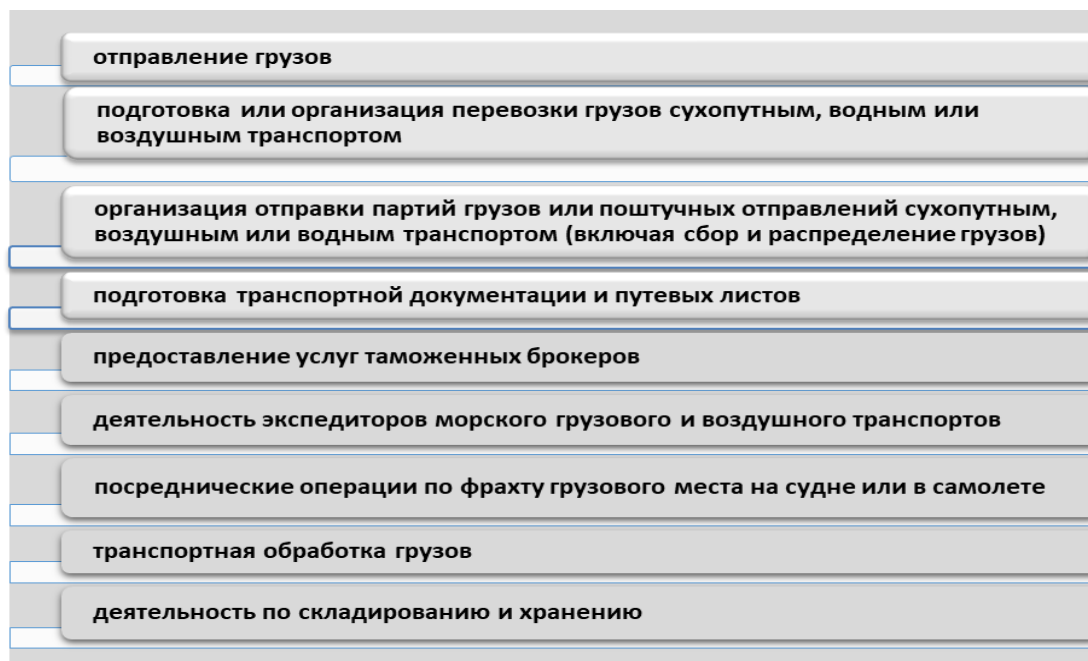 отправление грузов
подготовка или организация перевозки грузов сухопутным, водным или
воздушным транспортом
организация отправки партий грузов или поштучных отправлений сухопутным,
воздушным или водным транспортом (включая сбор и распределение грузов)
подготовка транспортной документации и путевых листов
предоставление услуг таможенных брокеров
деятельность экспедиторов морского грузового и воздушного транспортов
посреднические операции по фрахту грузового места на судне или в самолете
транспортная обработка грузов
деятельность по складированию и хранению